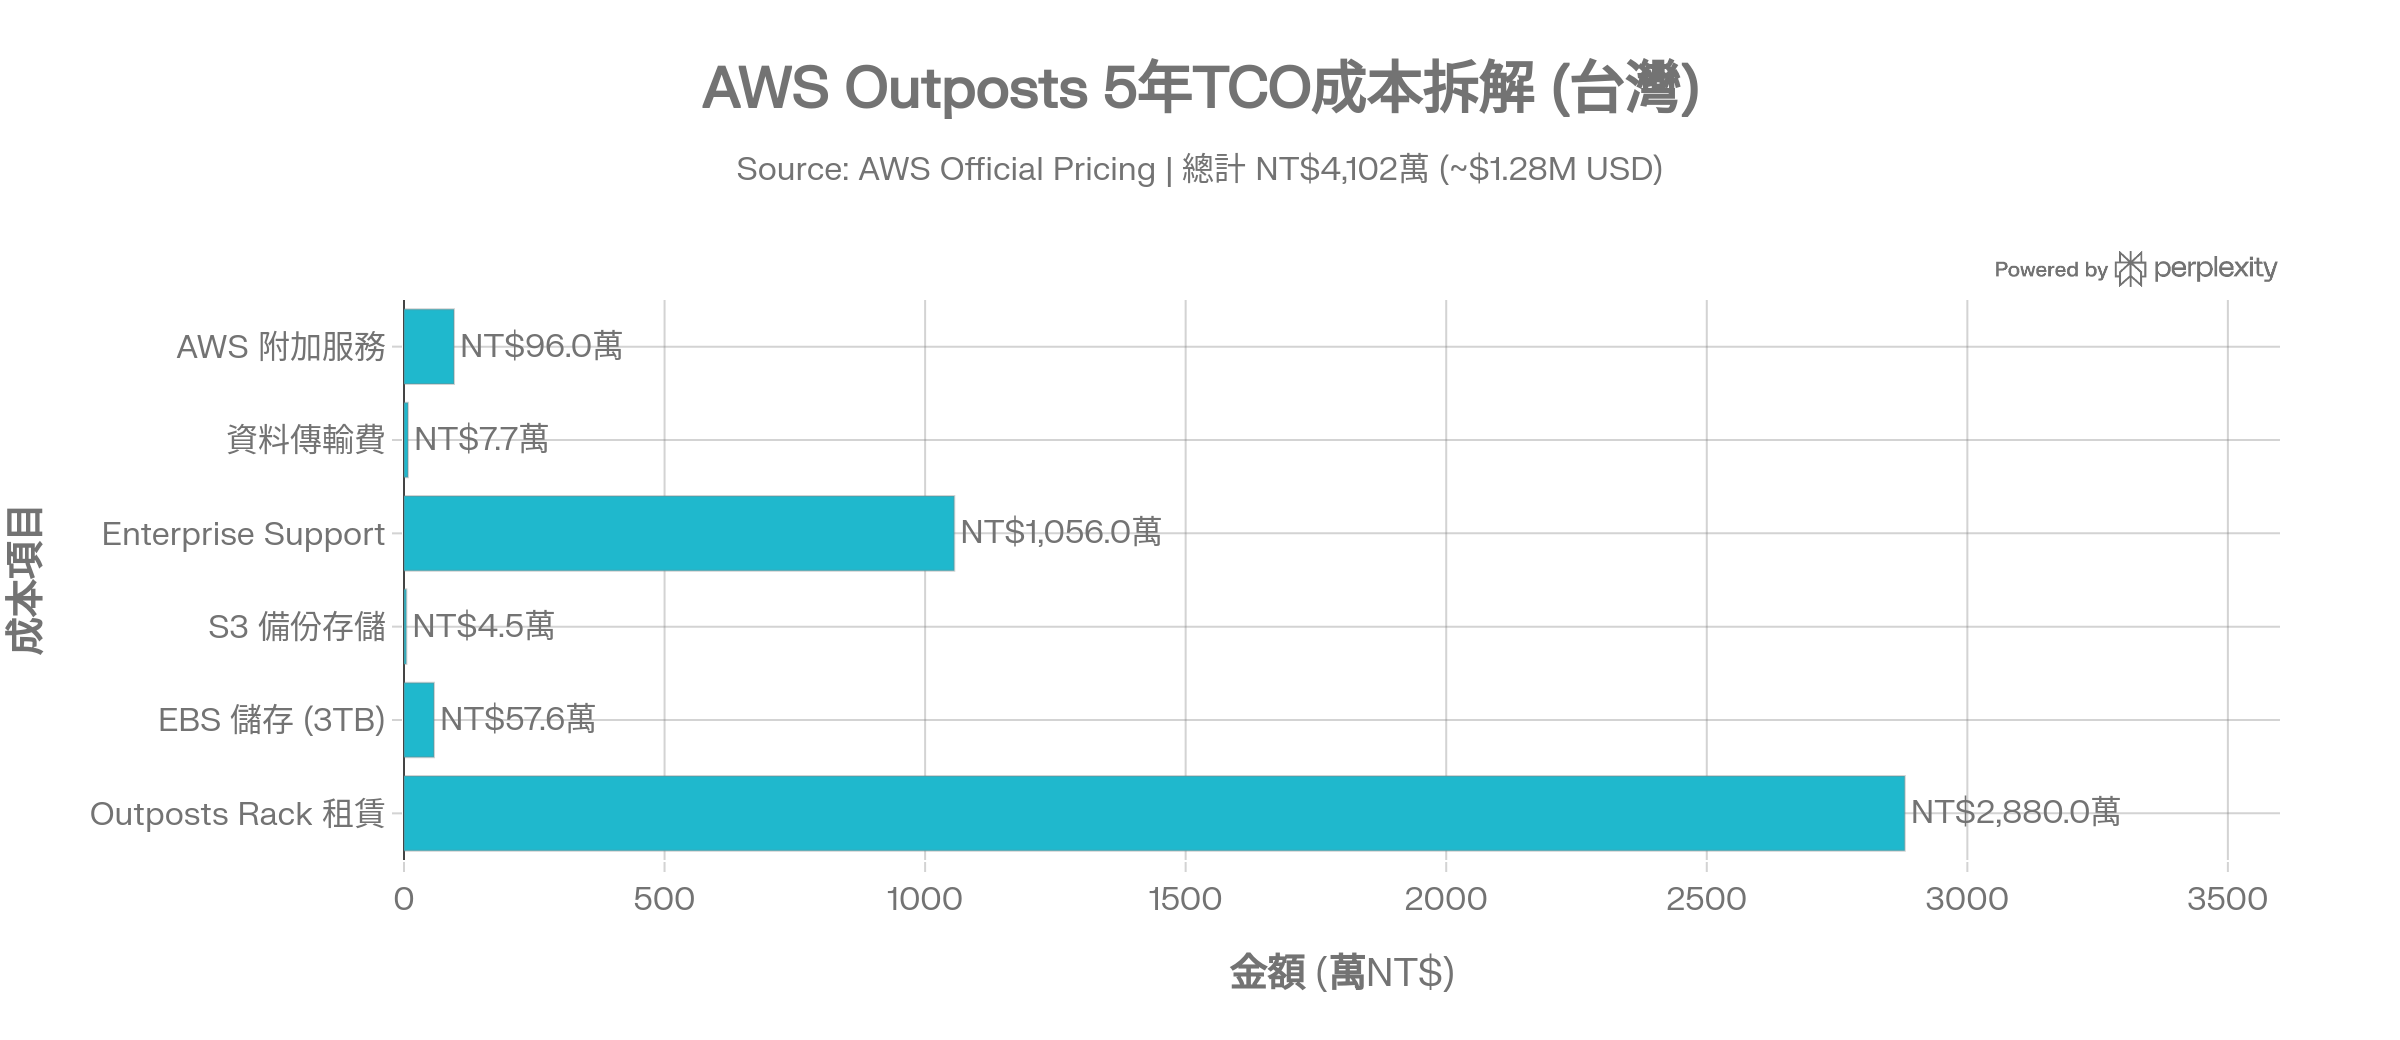 AWS Outposts 5年TCO成本拆解 (台灣)
Source: AWS Official Pricing | 總計 NT$4,102萬 (~$1.28M USD)
Powered by perplexity
成本項目
AWS 附加服務 NT$96.0萬
資料傳輸費 NT$7.7萬
Enterprise Support NT$1,056.0萬
S3 備份存儲 NT$4.5萬
EBS 儲存 (3TB) NT$57.6萬
Outposts Rack 租賃 NT$2,880.0萬
0 500 1000 1500 2000 2500 3000 3500
金額 (萬NT$)